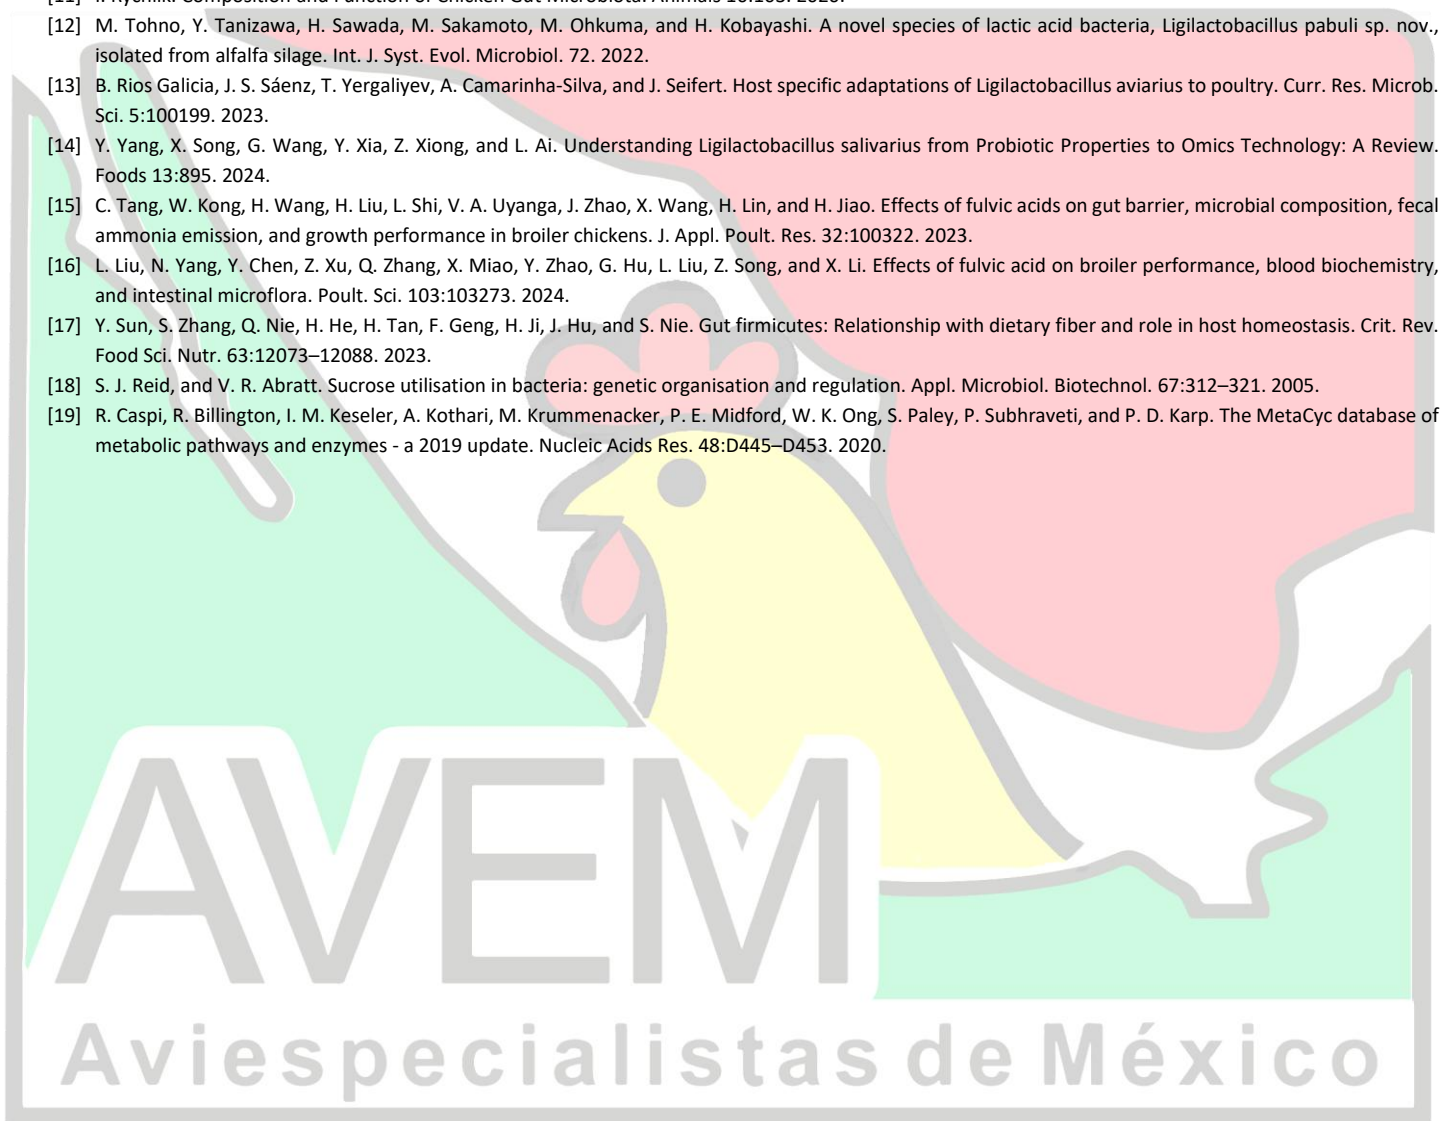 [12] M. Tohno, Y. Tanizawa, H. Sawada, M. Sakamoto, M. Ohkuma, and H. Kobayashi. A novel species of lactic acid bacteria, Ligilactobacillus pabuli sp. nov.,
isolated from alfalfa silage. Int. J. Syst. Evol. Microbiol. 72. 2022.
[13] B. Rios Galicia, J. S. Sáenz, T. Yergaliyev, A. Camarinha-Silva, and J. Seifert. Host specific adaptations of Ligilactobacillus aviarius to poultry. Curr. Res. Microb.
Sci. 5:100199. 2023.
[14] Y. Yang, X. Song, G. Wang, Y. Xia, Z. Xiong, and L. Ai. Understanding Ligilactobacillus salivarius from Probiotic Properties to Omics Technology: A Review.
Foods 13:895. 2024.
[15] C. Tang, W. Kong, H. Wang, H. Liu, L. Shi, V. A. Uyanga, J. Zhao, X. Wang, H. Lin, and H. Jiao. Effects of fulvic acids on gut barrier, microbial composition, fecal
ammonia emission, and growth performance in broiler chickens. J. Appl. Poult. Res. 32:100322. 2023.
[16] L. Liu, N. Yang, Y. Chen, Z. Xu, Q. Zhang, X. Miao, Y. Zhao, G. Hu, L. Liu, Z. Song, and X. Li. Effects of fulvic acid on broiler performance, blood biochemistry,
and intestinal microflora. Poult. Sci. 103:103273. 2024.
[17] Y. Sun, S. Zhang, Q. Nie, H. He, H. Tan, F. Geng, H. Ji, J. Hu, and S. Nie. Gut firmicutes: Relationship with dietary fiber and role in host homeostasis. Crit. Rev.
Food Sci. Nutr. 63:12073–12088. 2023.
[18] S. J. Reid, and V. R. Abratt. Sucrose utilisation in bacteria: genetic organisation and regulation. Appl. Microbiol. Biotechnol. 67:312–321. 2005.
[19] R. Caspi, R. Billington, I. M. Keseler, A. Kothari, M. Krummenacker, P. E. Midford, W. K. Ong, S. Paley, P. Subhraveti, and P. D. Karp. The MetaCyc database of
metabolic pathways and enzymes - a 2019 update. Nucleic Acids Res. 48:D445–D453. 2020.
AVEM
Aviespecialistas de México